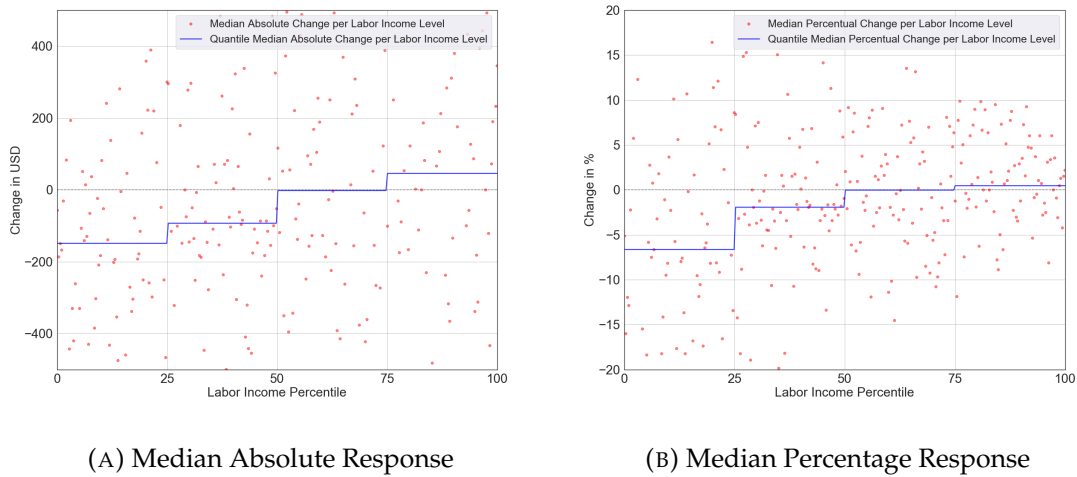 Median Absolute Change per Labor Income Level
Quantile Median Absolute Change per Labor Income Level
Change in USD
400
200
0
−200
−400
0 25 50 75 100
Labor Income Percentile
(A) Median Absolute Response
Median Percentual Change per Labor Income Level
Quantile Median Percentual Change per Labor Income Level
Change in %
20
15
10
5
0
−5
−10
−15
−20
0 25 50 75 100
Labor Income Percentile
(B) Median Percentage Response